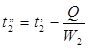 t₂″ = t₂′ − Q/W₂